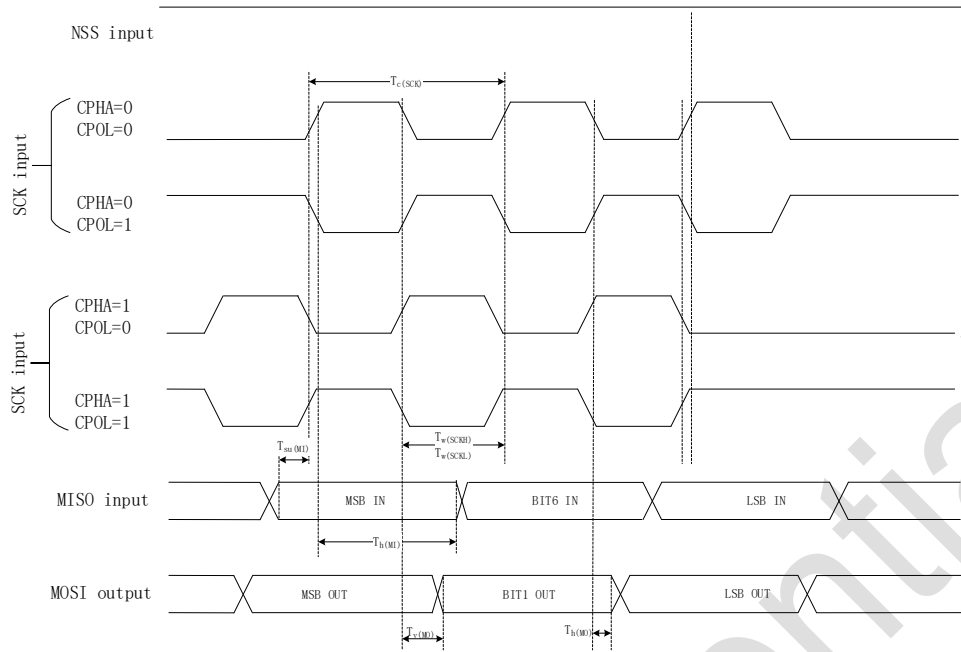 NSS input
Tc(SCK)
SCK input
CPHA=0
CPOL=0
CPHA=0
CPOL=1
SCK input
CPHA=1
CPOL=0
CPHA=1
CPOL=1
Tsu(MI)
Tw(SCKH)
Tw(SCKL)
MISO input
MSB IN
BIT6 IN
LSB IN
Th(MI)
MOSI output
MSB OUT
BIT1 OUT
LSB OUT
Tv(MO)
Th(MO)